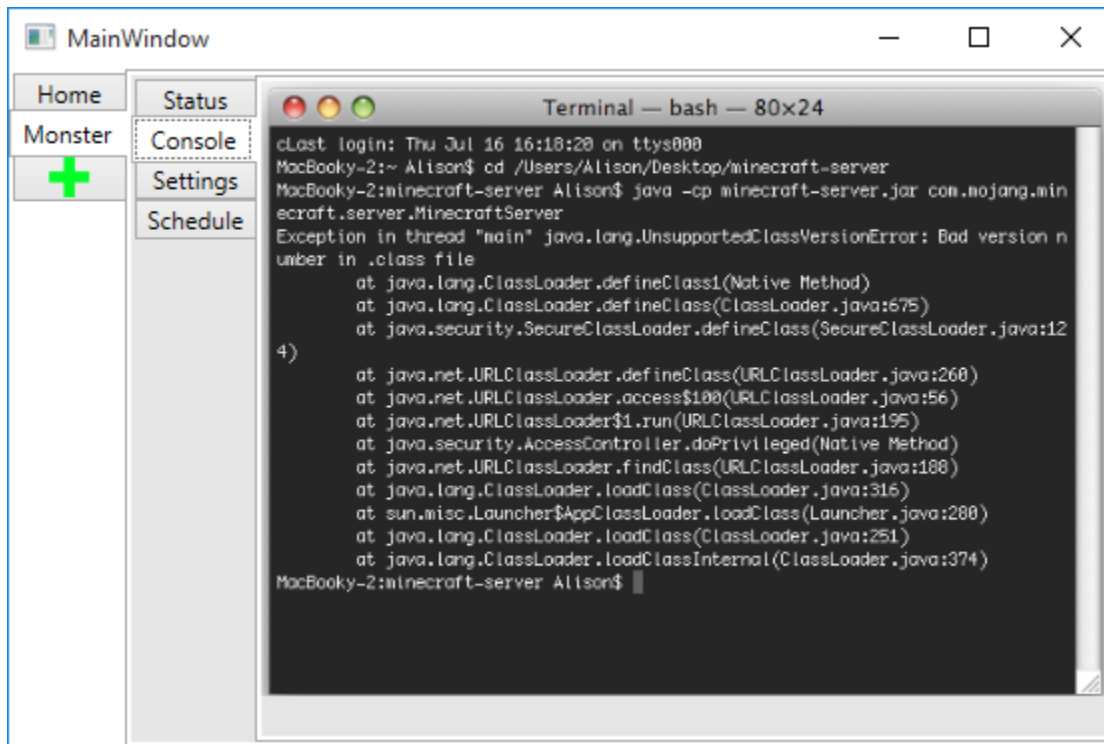 MainWindow
Home
Monster
Status
Console
Settings
Schedule
Terminal — bash — 80×24
cLast login: Thu Jul 16 16:18:20 on ttys000
MacBooky-2:~ Alison$ cd /Users/Alison/Desktop/minecraft-server
MacBooky-2:minecraft-server Alison$ java -cp minecraft-server.jar com.mojang.min
ecraft.server.MinecraftServer
Exception in thread "main" java.lang.UnsupportedClassVersionError: Bad version n
umber in .class file
at java.lang.ClassLoader.defineClass1(Native Method)
at java.lang.ClassLoader.defineClass(ClassLoader.java:675)
at java.security.SecureClassLoader.defineClass(SecureClassLoader.java:12
4)
at java.net.URLClassLoader.defineClass(URLClassLoader.java:260)
at java.net.URLClassLoader.access$100(URLClassLoader.java:56)
at java.net.URLClassLoader$1.run(URLClassLoader.java:195)
at java.security.AccessController.doPrivileged(Native Method)
at java.net.URLClassLoader.findClass(URLClassLoader.java:188)
at java.lang.ClassLoader.loadClass(ClassLoader.java:316)
at sun.misc.Launcher$AppClassLoader.loadClass(Launcher.java:280)
at java.lang.ClassLoader.loadClass(ClassLoader.java:251)
at java.lang.ClassLoader.loadClassInternal(ClassLoader.java:374)
MacBooky-2:minecraft-server Alison$